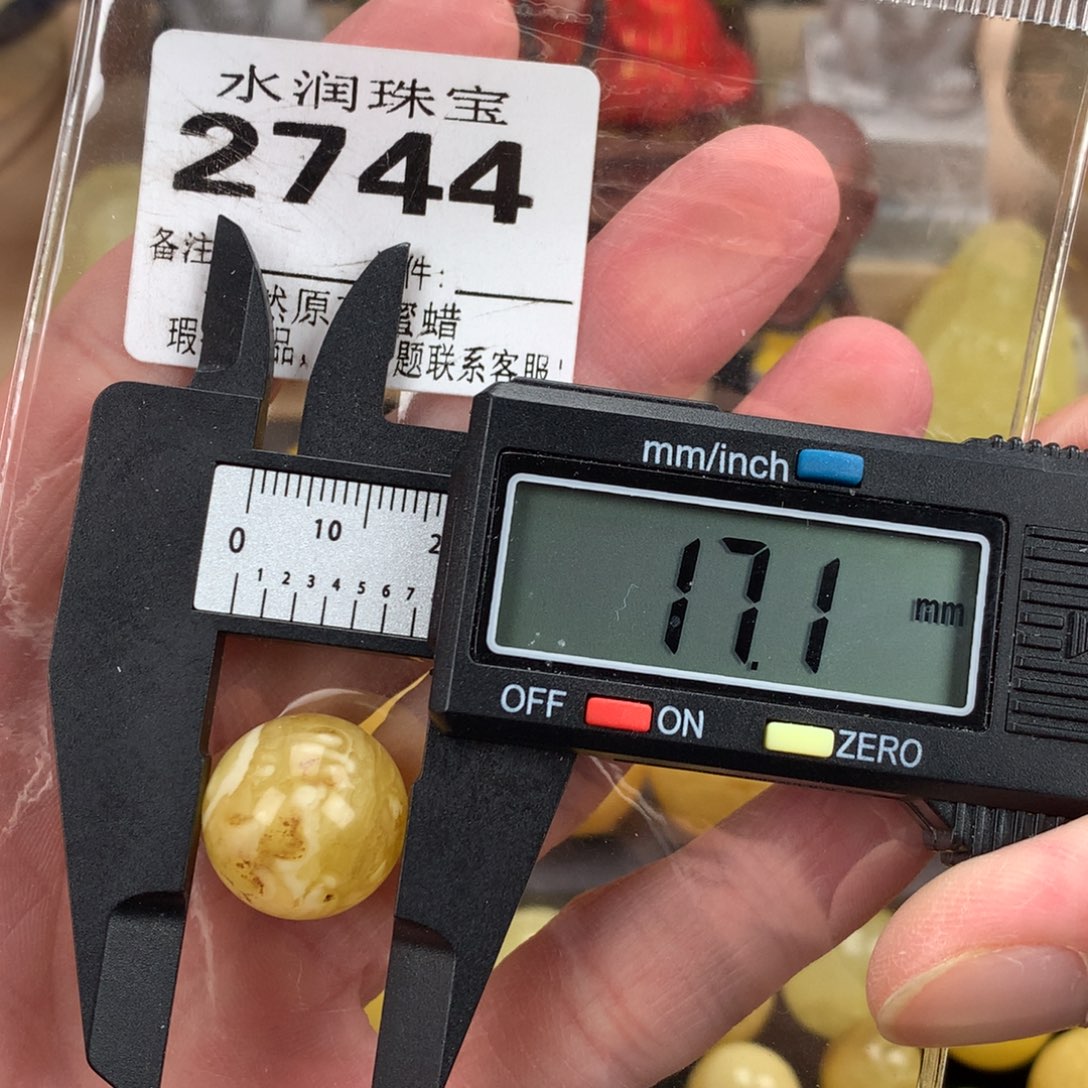 水润珠宝
2744
备注 件:
然原 蜜蜡
瑕 品, 题联系客服!
mm/inch
0 10 2
1 2 3 4 5 6 7
17.1 mm
OFF ON ZERO